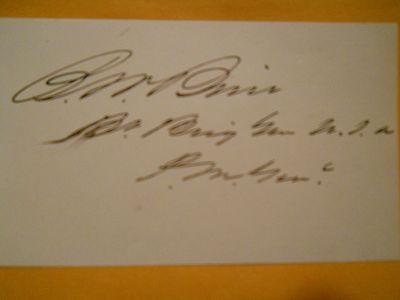 B. W. Brice
Bt. Brig Gen U.S.A
P. M. Genl.